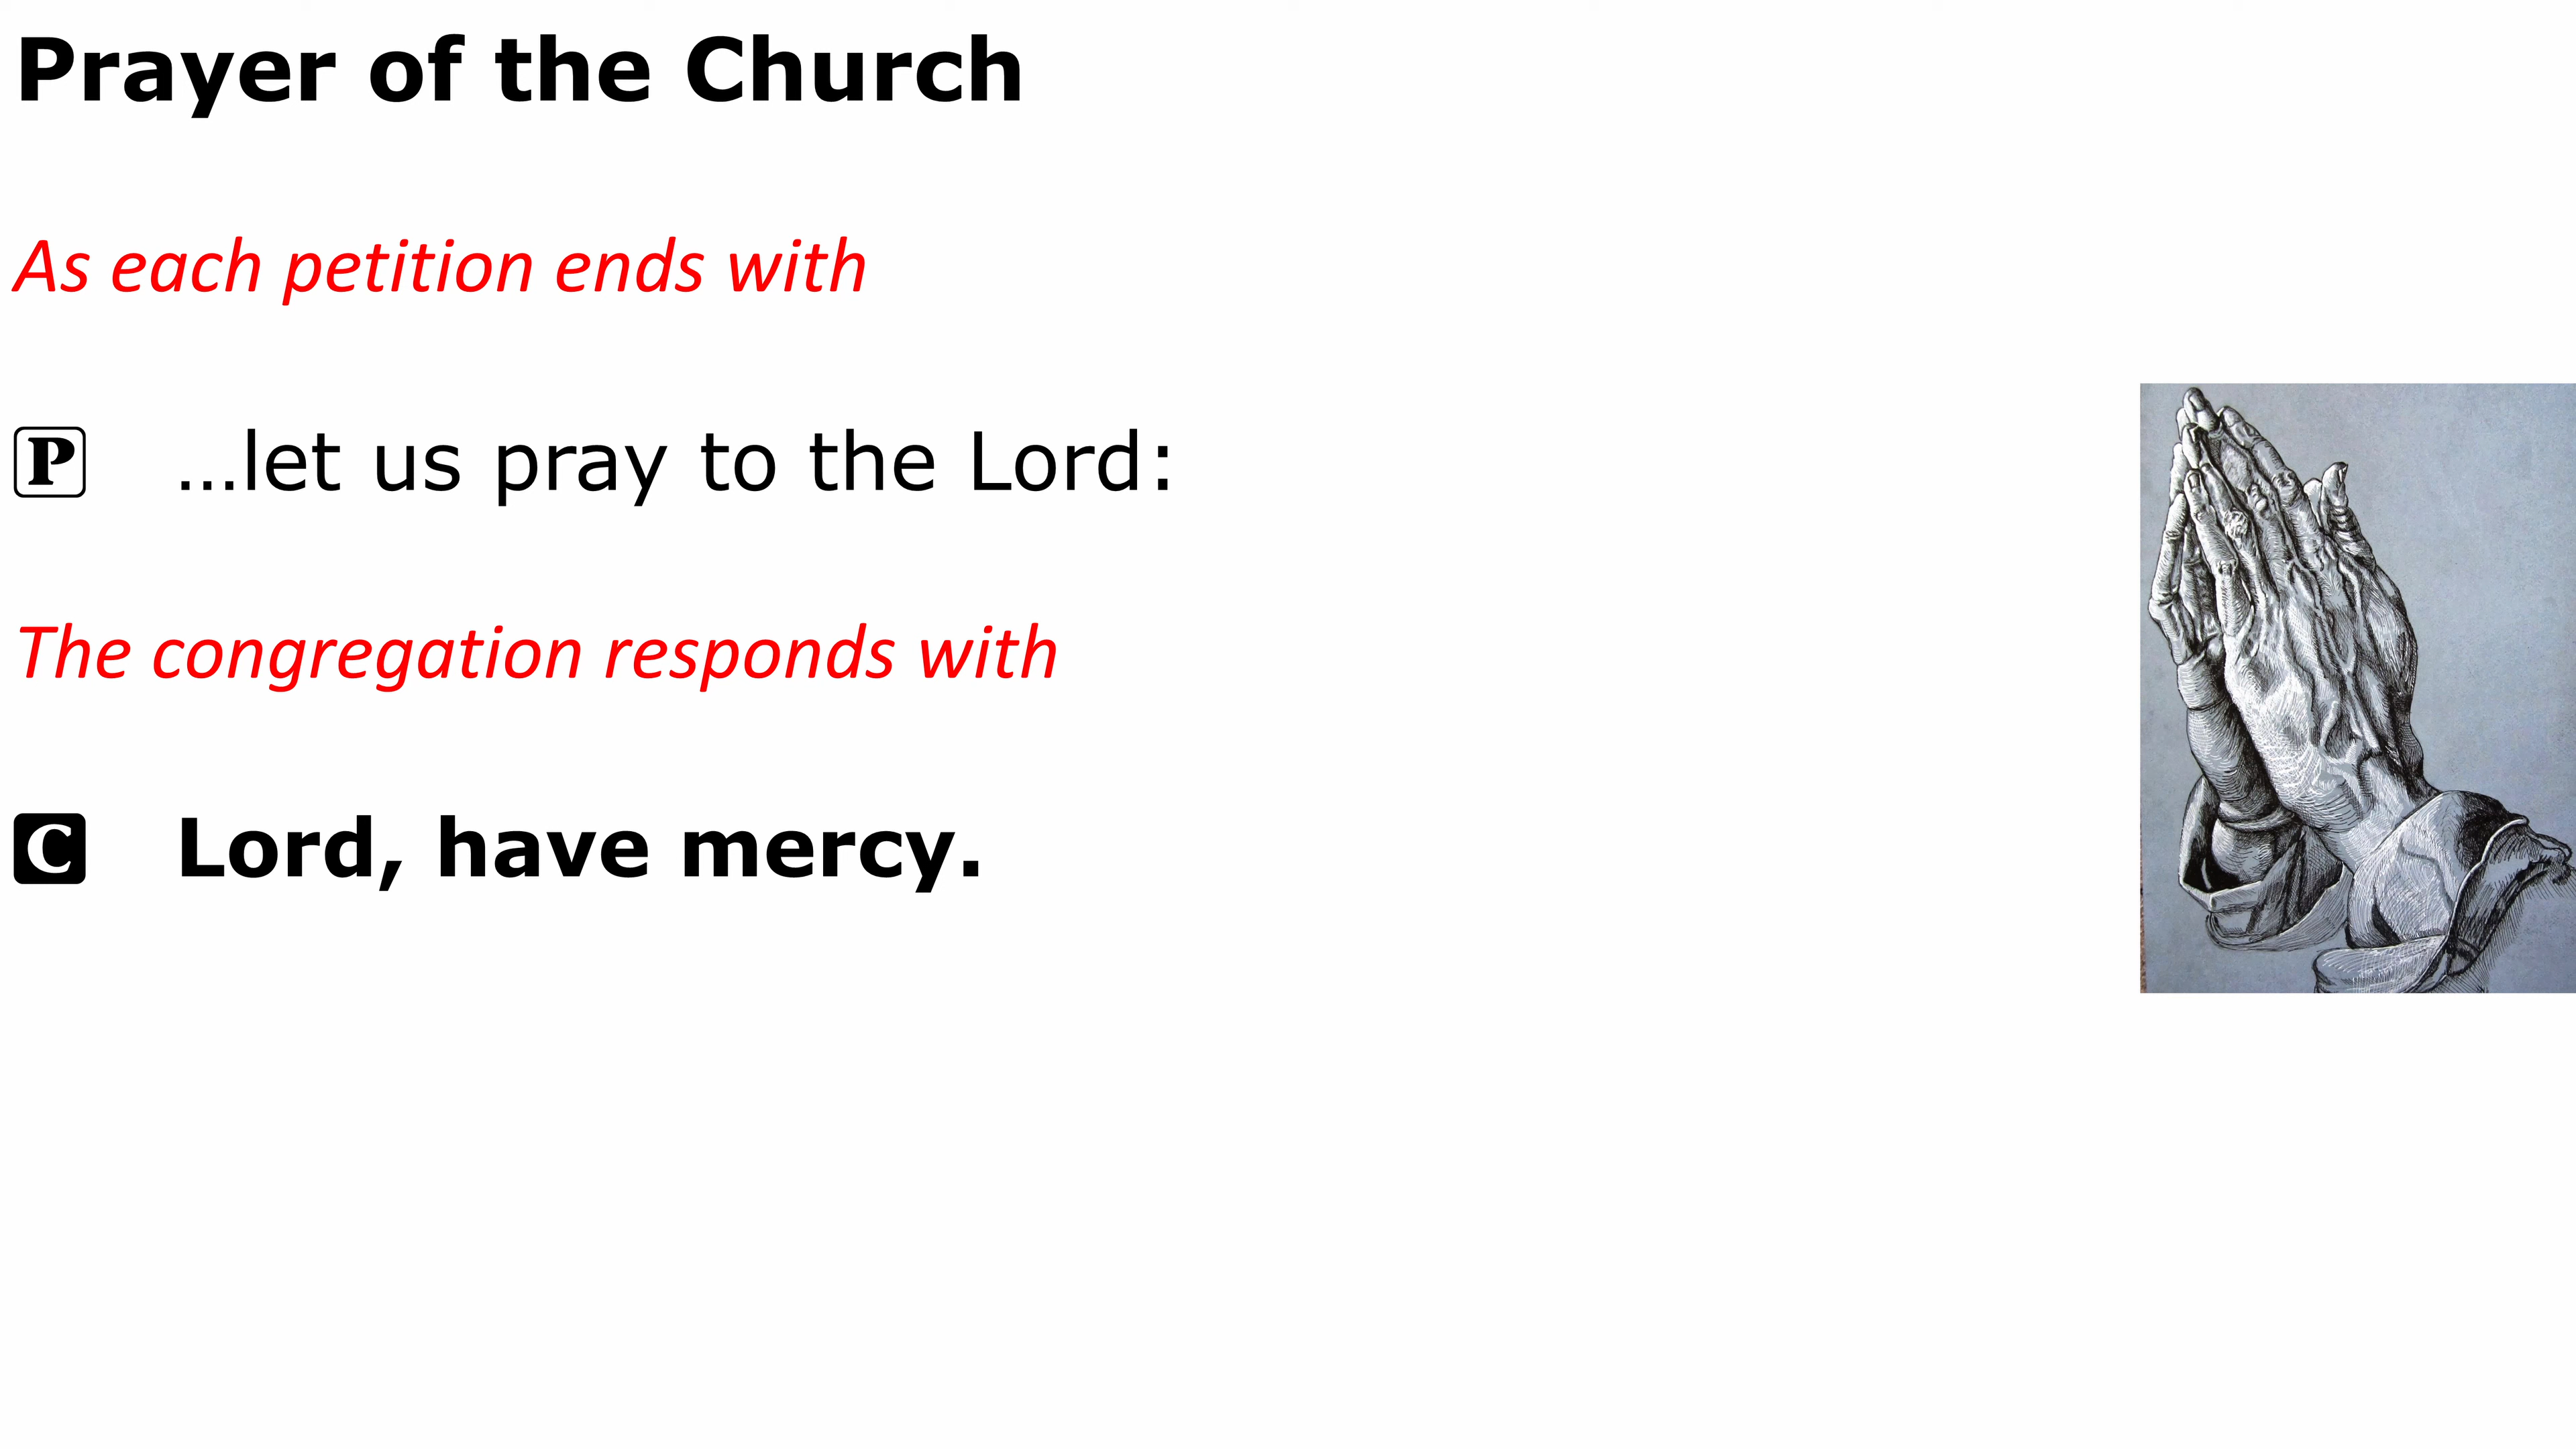 Prayer of the Church
As each petition ends with
P …let us pray to the Lord:
The congregation responds with
C Lord, have mercy.